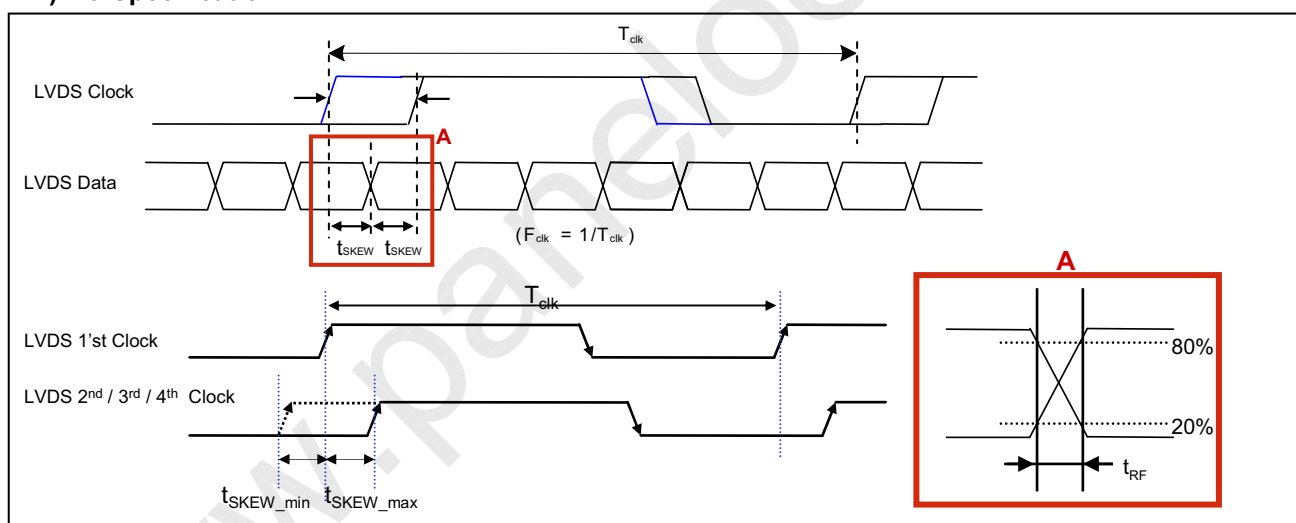 T_clk
LVDS Clock
A
LVDS Data
t_SKEW t_SKEW
(F_clk = 1/T_clk )
A
T_clk
LVDS 1'st Clock
80%
LVDS 2nd / 3rd / 4th Clock
20%
t_RF
t_SKEW_min t_SKEW_max